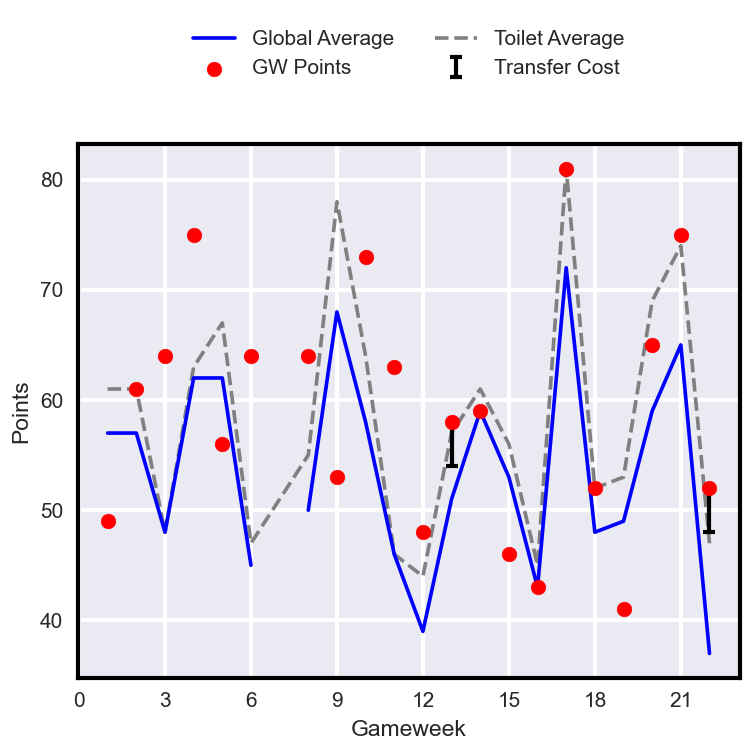 Global Average
Toilet Average
GW Points
Transfer Cost
80
70
60
50
40
Points
0 3 6 9 12 15 18 21
Gameweek